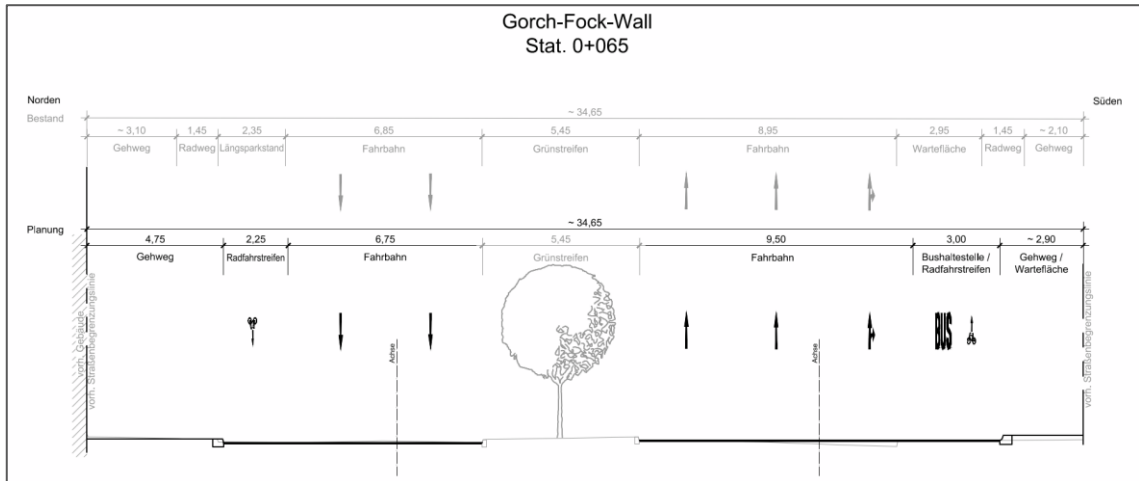 Gorch-Fock-Wall
Stat. 0+065
Norden
Süden
Bestand
~ 34,65
~ 3,10 1,45 2,35 6,85 5,45 8,95 2,95 1,45 ~ 2,10
Gehweg Radweg Längsparkstand Fahrbahn Grünstreifen Fahrbahn Wartefläche Radweg Gehweg
Planung
~ 34,65
4,75 2,25 6,75 5,45 9,50 3,00 ~ 2,90
Gehweg Radfahrstreifen Fahrbahn Grünstreifen Fahrbahn Bushaltestelle / Radfahrstreifen Gehweg / Wartefläche
vorh. Gebäude
vorh. Straßenbegrenzungslinie
Achse
BUS
Achse
vorh. Straßenbegrenzungslinie